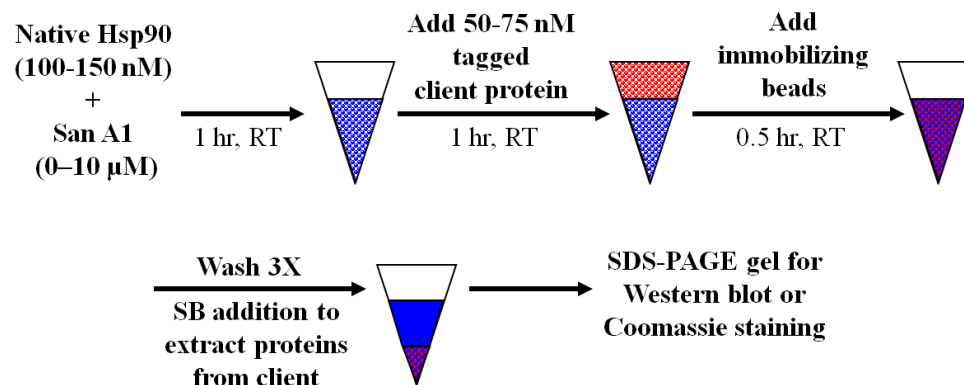 Native Hsp90
(100-150 nM)
+
San A1
(0–10 µM)
1 hr, RT
Add 50-75 nM
tagged
client protein
1 hr, RT
Add
immobilizing
beads
0.5 hr, RT
Wash 3X
SB addition to
extract proteins
from client
SDS-PAGE gel for
Western blot or
Coomassie staining